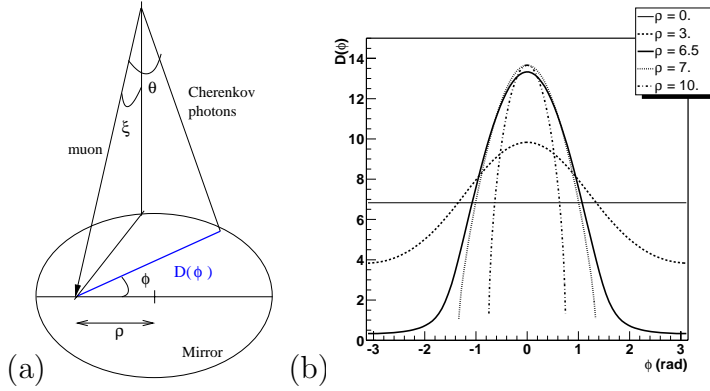 θ
Cherenkov
photons
ξ
muon
D(φ)
φ
ρ
Mirror
(a)
D(φ)
14
12
10
8
6
4
2
0
-3 -2 -1 0 1 2 3
φ (rad)
ρ = 0.
ρ = 3.
ρ = 6.5
ρ = 7.
ρ = 10.
(b)